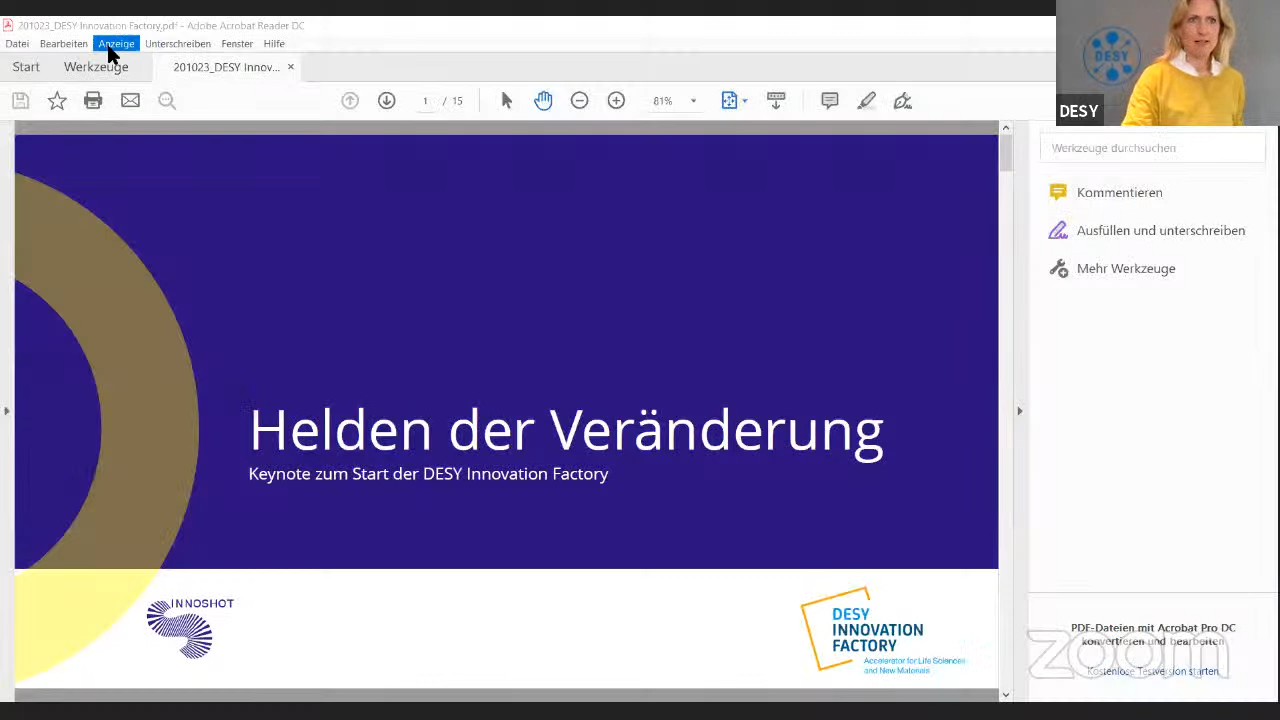 201023_DESY Innovation Factory.pdf - Adobe Acrobat Reader DC
Datei Bearbeiten Anzeige Unterschreiben Fenster Hilfe
Start Werkzeuge 201023_DESY Innov... ×
1 / 15 81%
DESY
DESY
Werkzeuge durchsuchen
Kommentieren
Ausfüllen und unterschreiben
Mehr Werkzeuge
Helden der Veränderung
Keynote zum Start der DESY Innovation Factory
INNOSHOT
DESY
INNOVATION
FACTORY
Accelerator for Life Sciences
and New Materials
PDF-Dateien mit Acrobat Pro DC
konvertieren und bearbeiten
Kostenlose Testversion starten
zoom